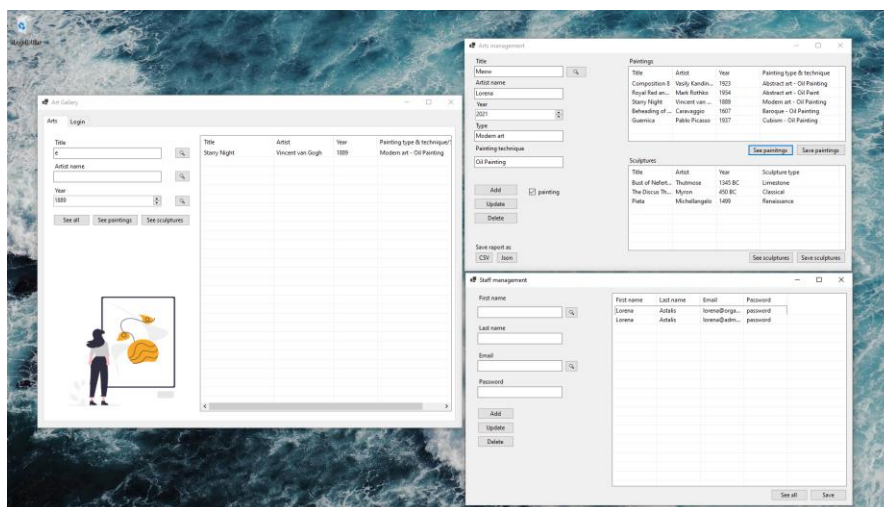 Art Gallery
Arts Login
Title
e
Artist name
Year
1889
See all See paintings See sculptures
Title Artist Year Painting type & technique/
Starry Night Vincent van Gogh 1889 Modern art - Oil Painting
Arts management
Title
Meow
Artist name
Lorena
Year
2021
Type
Modern art
Painting technique
Oil Painting
Add painting
Update
Delete
Save raport as
CSV Json
Paintings
Title Artist Year Painting type & technique
Composition 8 Vasily Kandin... 1923 Abstract art - Oil Painting
Royal Red an... Mark Rothko 1954 Abstract art - Oil Paint
Starry Night Vincent van ... 1889 Modern art - Oil Painting
Beheading of ... Caravaggio 1607 Baroque - Oil Painting
Guernica Pablo Picasso 1937 Cubism - Oil Painting
See paintings Save paintings
Sculptures
Title Artist Year Sculpture type
Bust of Nefert... Thutmose 1345 BC Limestone
The Discus Th... Myron 450 BC Classical
Pieta Michellangelo 1499 Renaissance
See sculptures Save sculptures
Staff management
First name
Last name
Email
Password
Add
Update
Delete
First name Last name Email Password
Lorena Astalis lorena@orga... password
Lorena Astalis lorena@adm... password
See all Save